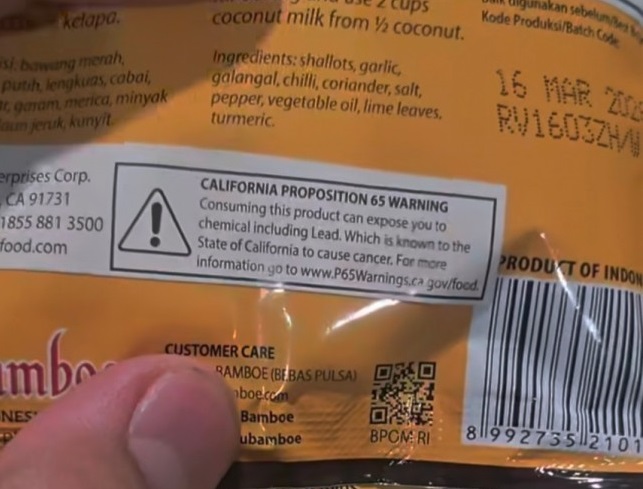 kelapa.
bawang merah,
putih, lengkuas, cabai,
garam, merica, minyak
jeruk, kunyit.
2 cups
coconut milk from ½ coconut.
Ingredients: shallots, garlic,
galangal, chilli, coriander, salt,
pepper, vegetable oil, lime leaves,
turmeric.
digunakan sebelum/
Kode Produksi/Batch Code:
16 MAR
RV1603ZH/
Corp.
CA 91731
1855 881 3500
food.com
CALIFORNIA PROPOSITION 65 WARNING
Consuming this product can expose you to
chemical including Lead. Which is known to the
State of California to cause cancer. For more
information go to www.P65Warnings.ca gov/food.
PRODUCT OF
CUSTOMER CARE
BAMBOE (BEBAS PULSA)
Bamboe
ubamboe
BPOM RI
8 992735 2101